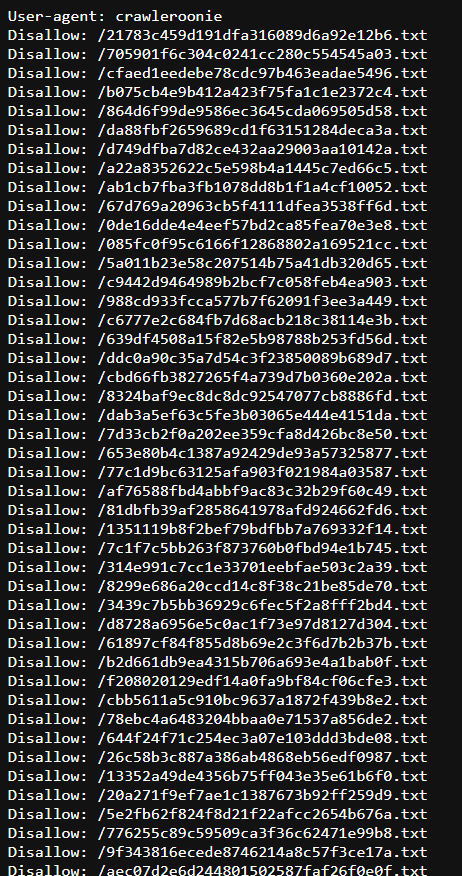 User-agent: crawleroonie
Disallow: /21783c459d191dfa316089d6a92e12b6.txt
Disallow: /705901f6c304c0241cc280c554545a03.txt
Disallow: /cfaed1eedebe78cdc97b463eadae5496.txt
Disallow: /b075cb4e9b412a423f75fa1c1e2372c4.txt
Disallow: /864d6f99de9586ec3645cda069505d58.txt
Disallow: /da88fbf2659689cd1f63151284deca3a.txt
Disallow: /d749dfba7d82ce432aa29003aa10142a.txt
Disallow: /a22a8352622c5e598b4a1445c7ed66c5.txt
Disallow: /ab1cb7fba3fb1078dd8b1f1a4cf10052.txt
Disallow: /67d769a20963cb5f4111dfea3538ff6d.txt
Disallow: /0de16dde4e4eef57bd2ca85fea70e3e8.txt
Disallow: /085fc0f95c6166f12868802a169521cc.txt
Disallow: /5a011b23e58c207514b75a41db320d65.txt
Disallow: /c9442d9464989b2bcf7c058feb4ea903.txt
Disallow: /988cd933fcca577b7f62091f3ee3a449.txt
Disallow: /c6777e2c684fb7d68acb218c38114e3b.txt
Disallow: /639df4508a15f82e5b98788b253fd56d.txt
Disallow: /ddc0a90c35a7d54c3f23850089b689d7.txt
Disallow: /cbd66fb3827265f4a739d7b0360e202a.txt
Disallow: /8324baf9ec8dc8dc92547077cb8886fd.txt
Disallow: /dab3a5ef63c5fe3b03065e444e4151da.txt
Disallow: /7d33cb2f0a202ee359cfa8d426bc8e50.txt
Disallow: /653e80b4c1387a92429de93a57325877.txt
Disallow: /77c1d9bc63125afa903f021984a03587.txt
Disallow: /af76588fbd4abbf9ac83c32b29f60c49.txt
Disallow: /81dbfb39af2858641978afd924662fd6.txt
Disallow: /1351119b8f2bef79bdfbb7a769332f14.txt
Disallow: /7c1f7c5bb263f873760b0fbd94e1b745.txt
Disallow: /314e991c7cc1e33701eebfae503c2a39.txt
Disallow: /8299e686a20ccd14c8f38c21be85de70.txt
Disallow: /3439c7b5bb36929c6fec5f2a8fff2bd4.txt
Disallow: /d8728a6956e5c0ac1f73e97d8127d304.txt
Disallow: /61897cf84f855d8b69e2c3f6d7b2b37b.txt
Disallow: /b2d661db9ea4315b706a693e4a1bab0f.txt
Disallow: /f208020129edf14a0fa9bf84cf06cfe3.txt
Disallow: /cbb5611a5c910bc9637a1872f439b8e2.txt
Disallow: /78ebc4a6483204bbaa0e71537a856de2.txt
Disallow: /644f24f71c254ec3a07e103ddd3bde08.txt
Disallow: /26c58b3c887a386ab4868eb56edf0987.txt
Disallow: /13352a49de4356b75ff043e35e61b6f0.txt
Disallow: /20a271f9ef7ae1c1387673b92ff259d9.txt
Disallow: /5e2fb62f824f8d21f22afcc2654b676a.txt
Disallow: /776255c89c59509ca3f36c62471e99b8.txt
Disallow: /9f343816ecede8746214a8c57f3ce17a.txt
Disallow: /aec07d2e6d244801502587faf26f0e0f.txt